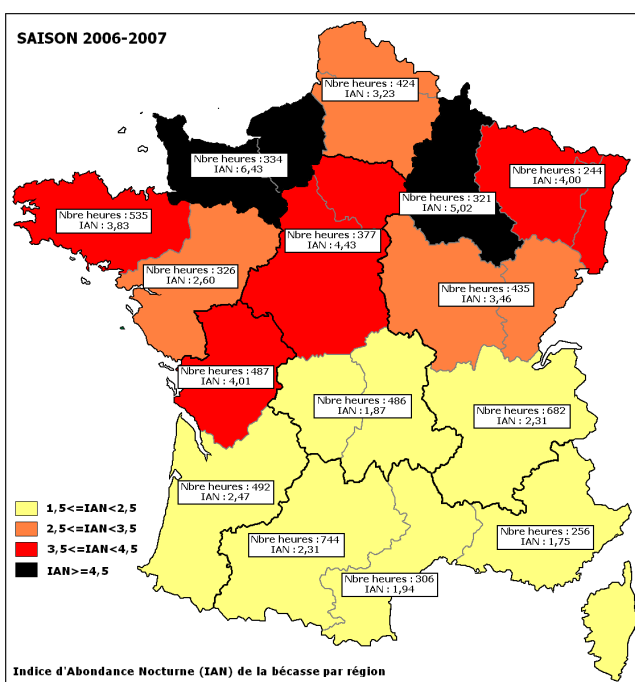 SAISON 2006-2007
Nbre heures : 424
IAN : 3,23
Nbre heures : 334
IAN : 6,43
Nbre heures : 244
IAN : 4,00
Nbre heures : 321
IAN : 5,02
Nbre heures : 535
IAN : 3,83
Nbre heures : 377
IAN : 4,43
Nbre heures : 326
IAN : 2,60
Nbre heures : 435
IAN : 3,46
Nbre heures : 487
IAN : 4,01
Nbre heures : 486
IAN : 1,87
Nbre heures : 682
IAN : 2,31
Nbre heures : 492
IAN : 2,47
Nbre heures : 744
IAN : 2,31
Nbre heures : 256
IAN : 1,75
Nbre heures : 306
IAN : 1,94
1,5<=IAN<2,5
2,5<=IAN<3,5
3,5<=IAN<4,5
IAN>=4,5
Indice d'Abondance Nocturne (IAN) de la bécasse par région